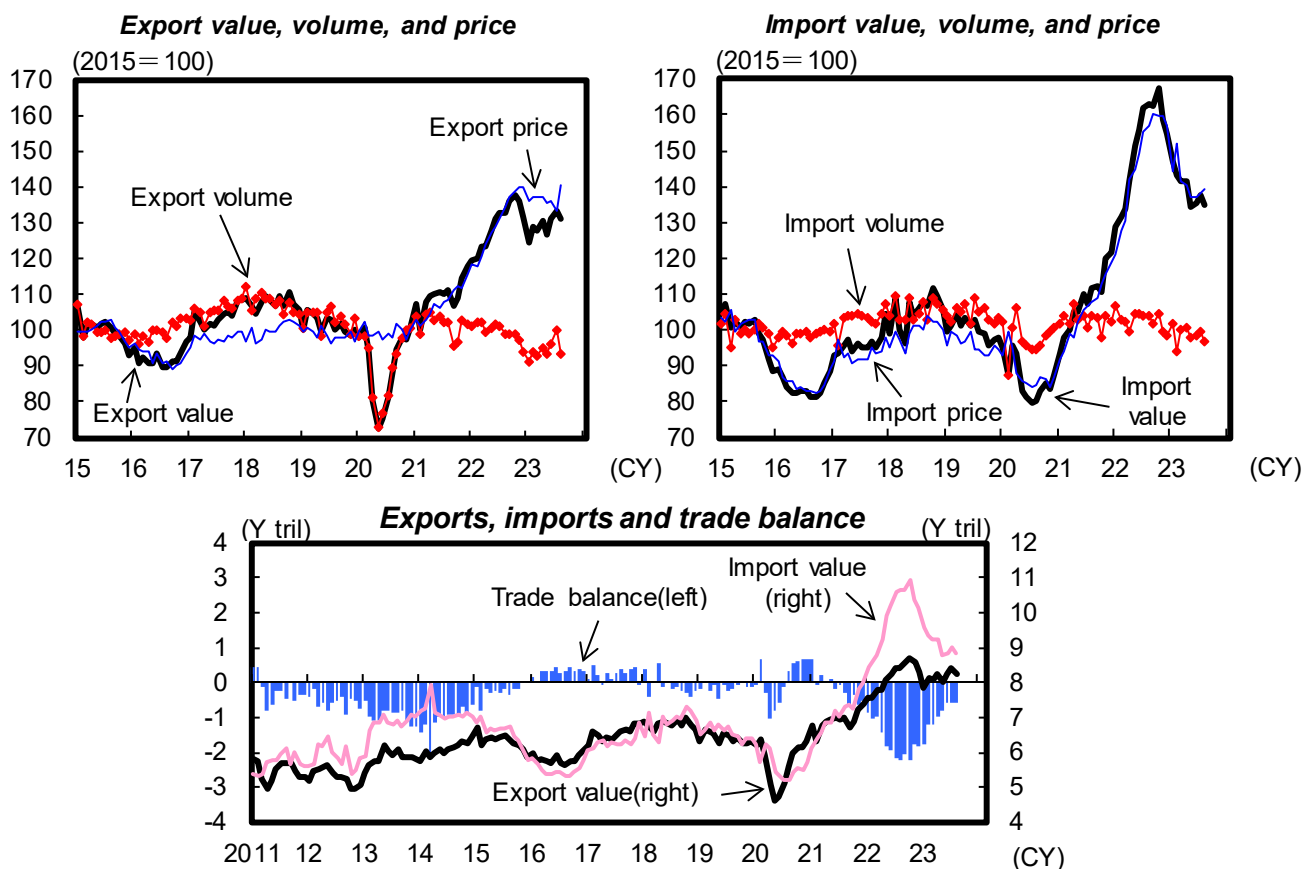 Export value, volume, and price
(2015＝100)
170
160
150
140
130
120
110
100
90
80
70
Export price
Export volume
Export value
15 16 17 18 19 20 21 22 23 (CY)
Import value, volume, and price
(2015＝100)
170
160
150
140
130
120
110
100
90
80
70
Import volume
Import price
Import
value
15 16 17 18 19 20 21 22 23 (CY)
Exports, imports and trade balance
(Y tril) (Y tril)
4 12
3 11
2 10
1 9
0 8
-1 7
-2 6
-3 5
-4 4
Import value
(right)
Trade balance(left)
Export value(right)
2011 12 13 14 15 16 17 18 19 20 21 22 23 (CY)